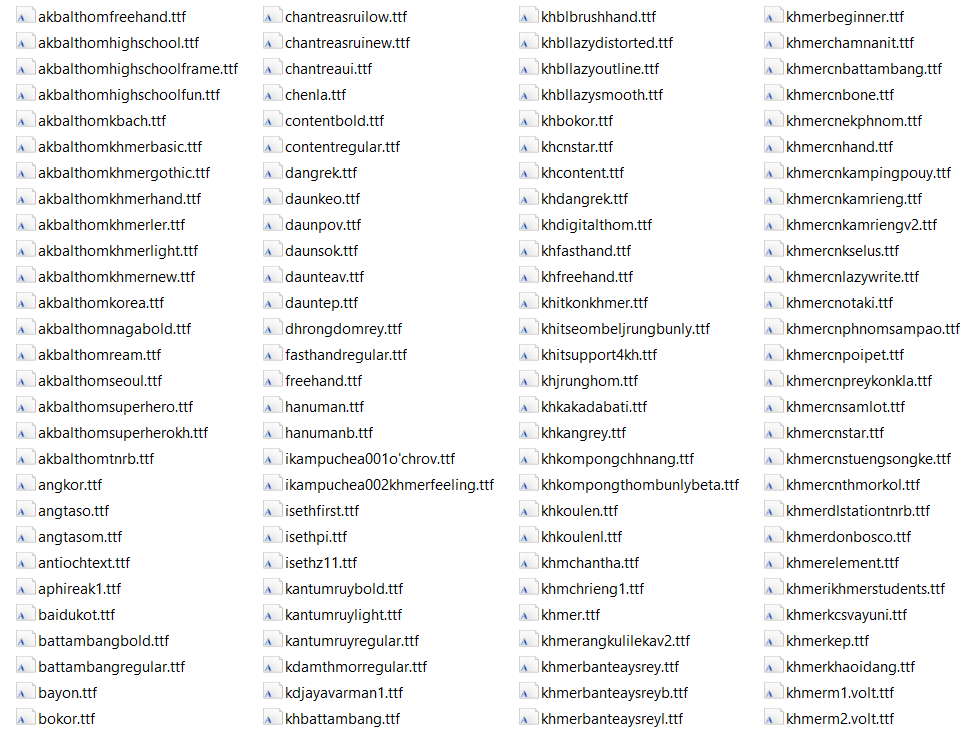 akbalthomfreehand.ttf
akbalthomhighschool.ttf
akbalthomhighschoolframe.ttf
akbalthomhighschoolfun.ttf
akbalthomkbach.ttf
akbalthomkhmerbasic.ttf
akbalthomkhmergothic.ttf
akbalthomkhmerhand.ttf
akbalthomkhmerler.ttf
akbalthomkhmerlight.ttf
akbalthomkhmernew.ttf
akbalthomkorea.ttf
akbalthomnagabold.ttf
akbalthomream.ttf
akbalthomseoul.ttf
akbalthomsuperhero.ttf
akbalthomsuperherokh.ttf
akbalthomtnrb.ttf
angkor.ttf
angtaso.ttf
angtasom.ttf
antiochtext.ttf
aphireak1.ttf
baidukot.ttf
battambangbold.ttf
battambangregular.ttf
bayon.ttf
bokor.ttf
chantreasruilow.ttf
chantreasruinew.ttf
chantreaui.ttf
chenla.ttf
contentbold.ttf
contentregular.ttf
dangrek.ttf
daunkeo.ttf
daunpov.ttf
daunsok.ttf
daunteav.ttf
dauntep.ttf
dhrongdomrey.ttf
fasthandregular.ttf
freehand.ttf
hanuman.ttf
hanumanb.ttf
ikampuchea001o'chrov.ttf
ikampuchea002khmerfeeling.ttf
isethfirst.ttf
isethpi.ttf
isethz11.ttf
kantumruybold.ttf
kantumruylight.ttf
kantumruyregular.ttf
kdamthmorregular.ttf
kdjayavarman1.ttf
khbattambang.ttf
khblbrushhand.ttf
khbllazydistorted.ttf
khbllazyoutline.ttf
khbllazysmooth.ttf
khbokor.ttf
khcnstar.ttf
khcontent.ttf
khdangrek.ttf
khdigitalthom.ttf
khfasthand.ttf
khfreehand.ttf
khitkonkhmer.ttf
khitseombeljrungbunly.ttf
khitsupport4kh.ttf
khjrunghom.ttf
khkakadabati.ttf
khkangrey.ttf
khkompongchhnang.ttf
khkompongthombunlybeta.ttf
khkoulen.ttf
khkoulenl.ttf
khmchantha.ttf
khmchrieng1.ttf
khmer.ttf
khmerangkulilekav2.ttf
khmerbanteaysrey.ttf
khmerbanteaysreyb.ttf
khmerbanteaysreyl.ttf
khmerbeginner.ttf
khmerchamnanit.ttf
khmercnbattambang.ttf
khmercnbone.ttf
khmercnekphnom.ttf
khmercnhand.ttf
khmercnkampingpouy.ttf
khmercnkamrieng.ttf
khmercnkamriengv2.ttf
khmercnkselus.ttf
khmercnlazywrite.ttf
khmercnotaki.ttf
khmercnphnomsampao.ttf
khmercnpoipet.ttf
khmercnpreykonkla.ttf
khmercnsamlot.ttf
khmercnstar.ttf
khmercnstuengsongke.ttf
khmercnthmorkol.ttf
khmerdlstationtnrb.ttf
khmerdonbosco.ttf
khmerelement.ttf
khmerikhmerstudents.ttf
khmerkcsvayuni.ttf
khmerkep.ttf
khmerkhaoidang.ttf
khmerm1.volt.ttf
khmerm2.volt.ttf